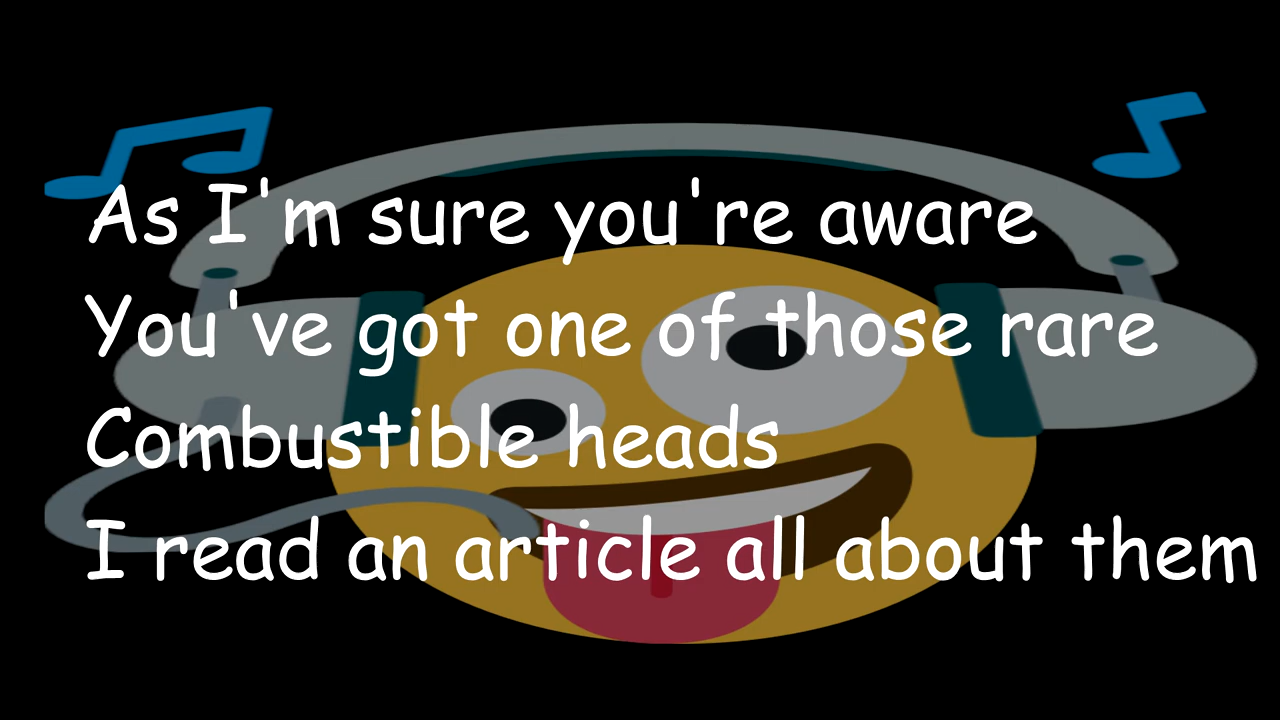 As I'm sure you're aware
You've got one of those rare
Combustible heads
I read an article all about them